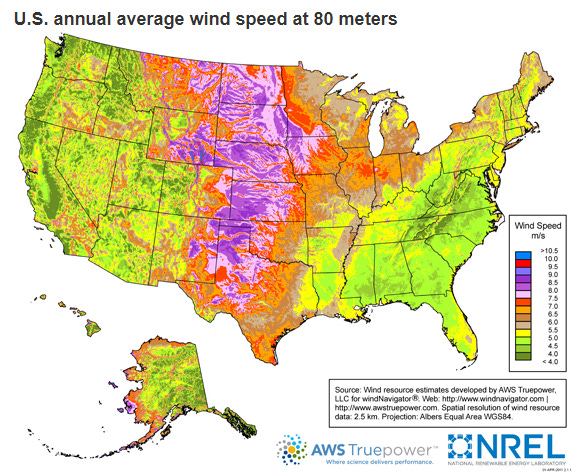 U.S. annual average wind speed at 80 meters
Wind Speed
m/s
>10.5
10.0
9.5
9.0
8.5
8.0
7.5
7.0
6.5
6.0
5.5
5.0
4.5
4.0
< 4.0
Source: Wind resource estimates developed by AWS Truepower,
LLC for windNavigator®. Web: http://www.windnavigator.com |
http://www.awstruepower.com. Spatial resolution of wind resource
data: 2.5 km. Projection: Albers Equal Area WGS84.
AWS Truepower™
Where science delivers performance.
NREL
NATIONAL RENEWABLE ENERGY LABORATORY